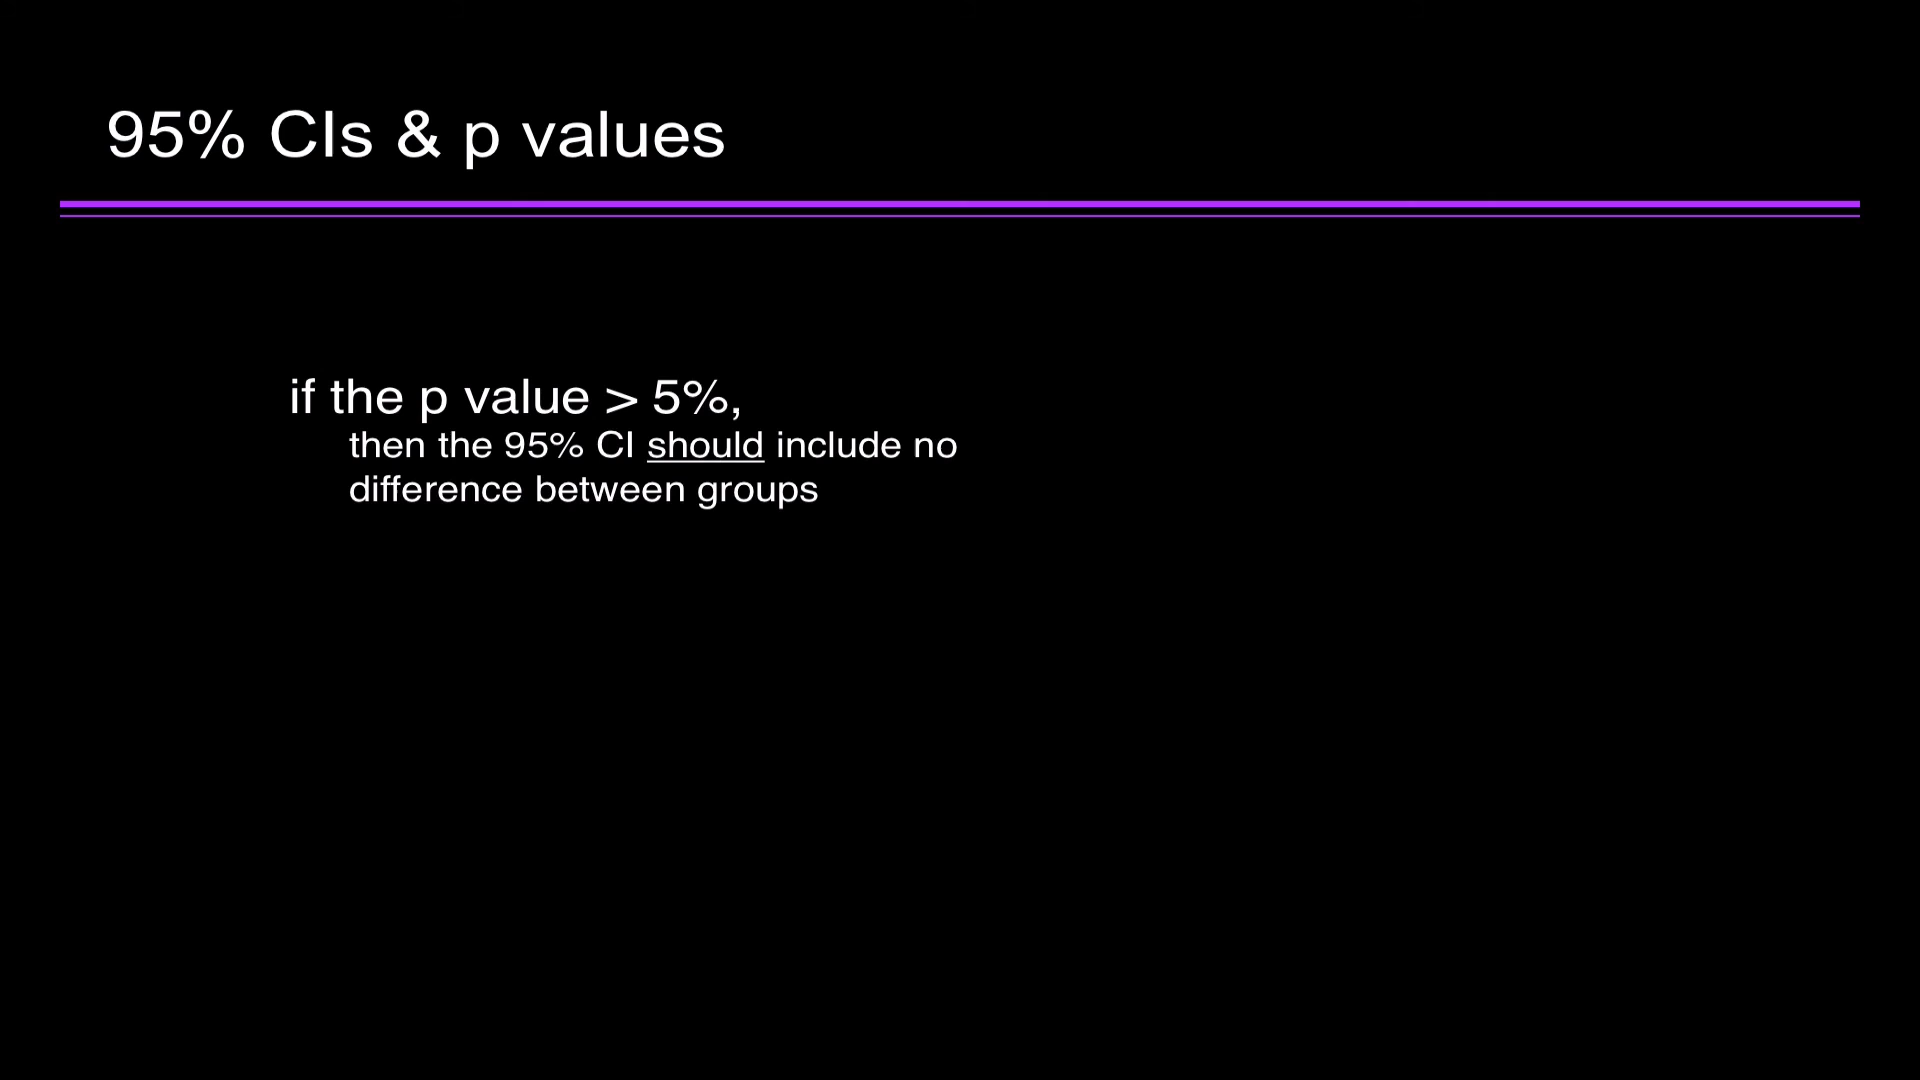 95% CIs & p values
if the p value > 5%,
then the 95% CI should include no
difference between groups